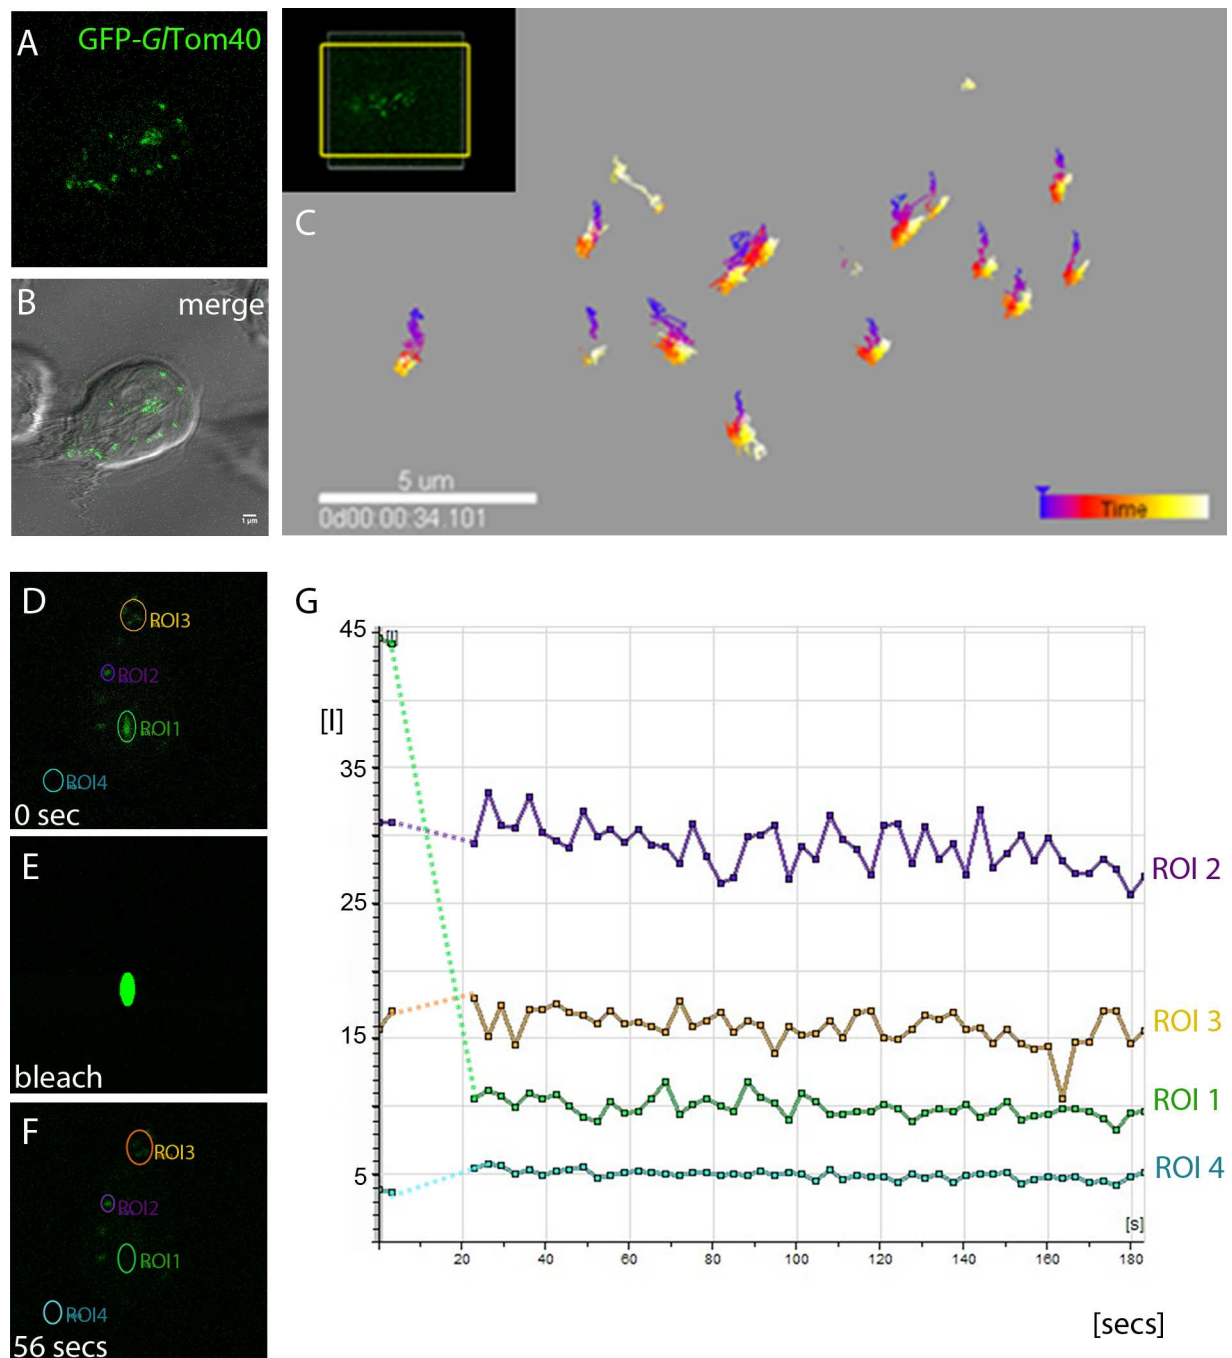 A
GFP-GlTom40
B
merge
1 µm
C
5 um
0d00:00:34.101
Time
D
ROI3
ROI2
ROI1
ROI4
0 sec
E
bleach
F
ROI3
ROI2
ROI1
ROI4
56 secs
G
[I]
[I]
45
35
25
15
5
20
40
60
80
100
120
140
160
180
[s]
[secs]
ROI 2
ROI 3
ROI 1
ROI 4